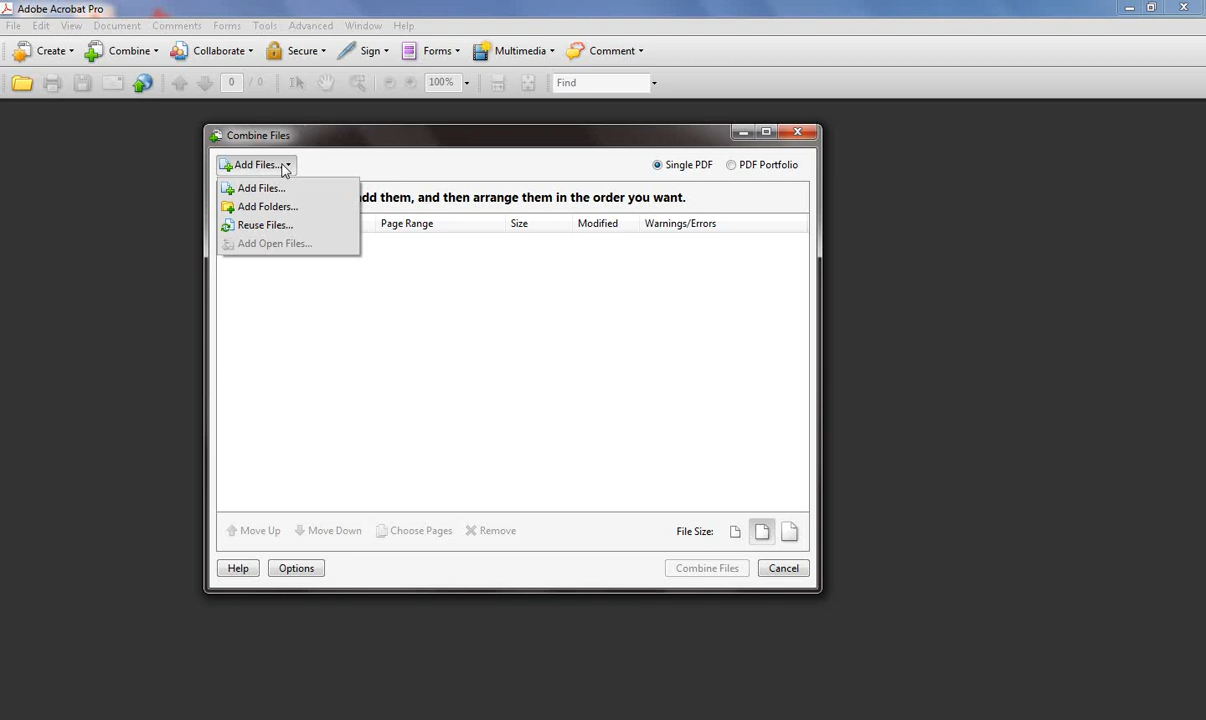 Adobe Acrobat Pro
File Edit View Document Comments Forms Tools Advanced Window Help
Create Combine Collaborate Secure Sign Forms Multimedia Comment
0 / 0 100% Find
Combine Files
Add Files... Single PDF PDF Portfolio
Add Files...
add them, and then arrange them in the order you want.
Add Folders...
Page Range Size Modified Warnings/Errors
Reuse Files...
Add Open Files...
Move Up Move Down Choose Pages Remove File Size:
Help Options Combine Files Cancel